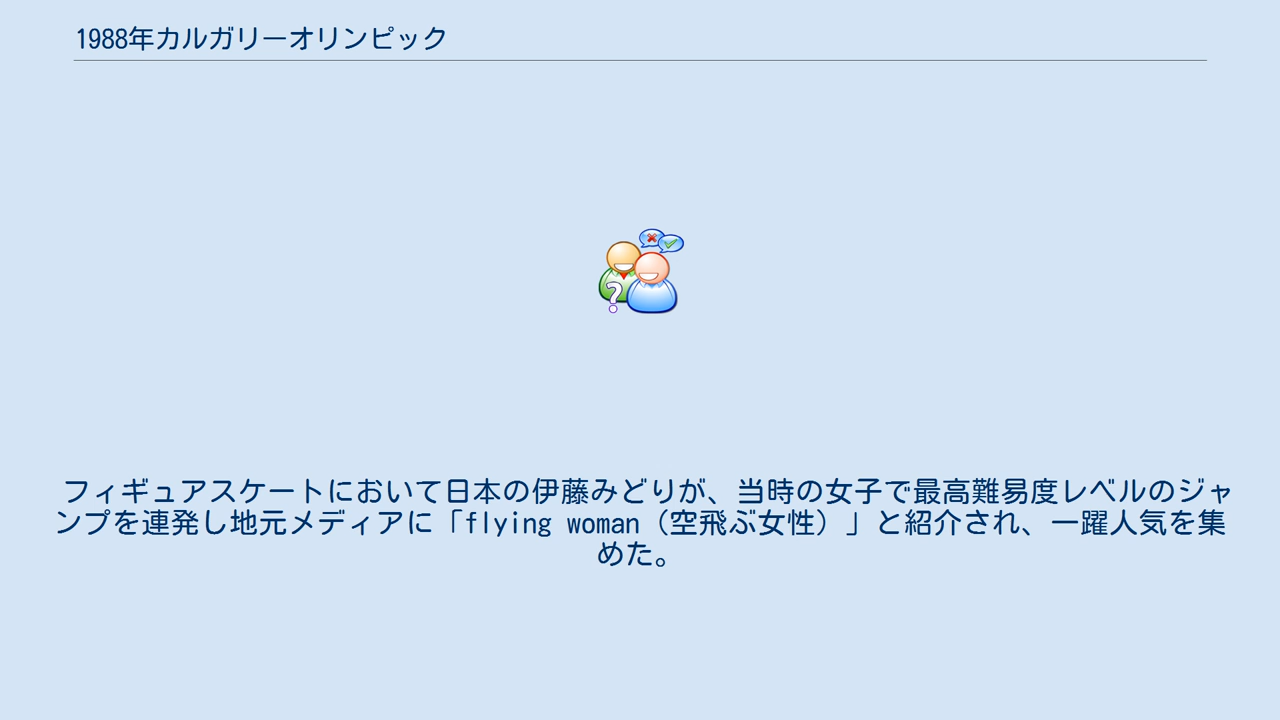 1988年カルガリーオリンピック
フィギュアスケートにおいて日本の伊藤みどりが、当時の女子で最高難易度レベルのジャ
ンプを連発し地元メディアに「flying woman（空飛ぶ女性）」と紹介され、一躍人気を集
めた。